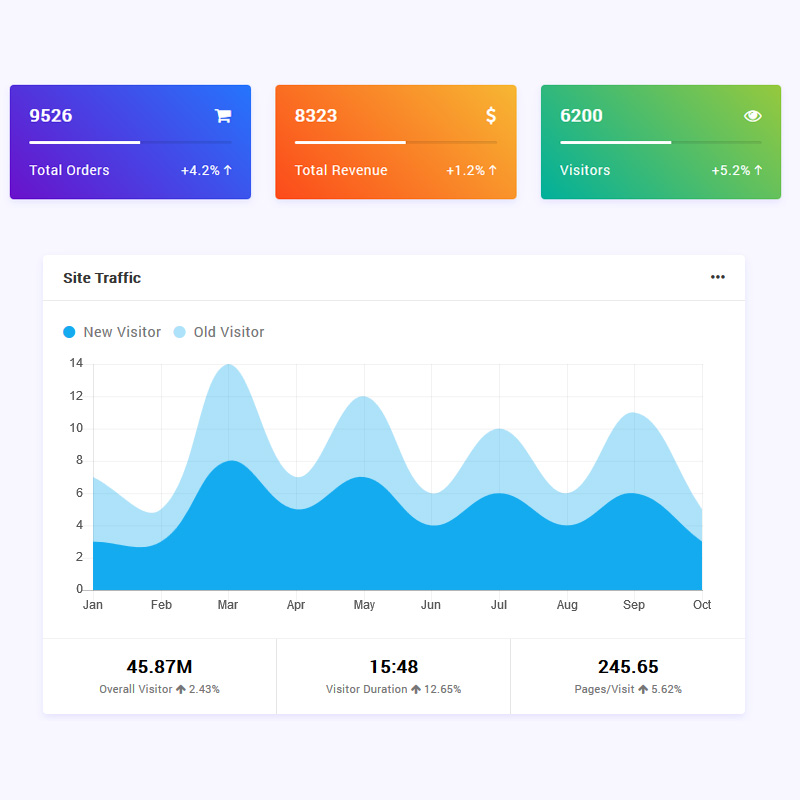 9526
Total Orders +4.2%
8323 $
Total Revenue +1.2%
6200
Visitors +5.2%
Site Traffic
New Visitor Old Visitor
14
12
10
8
6
4
2
0
Jan Feb Mar Apr May Jun Jul Aug Sep Oct
45.87M
Overall Visitor 2.43%
15:48
Visitor Duration 12.65%
245.65
Pages/Visit 5.62%